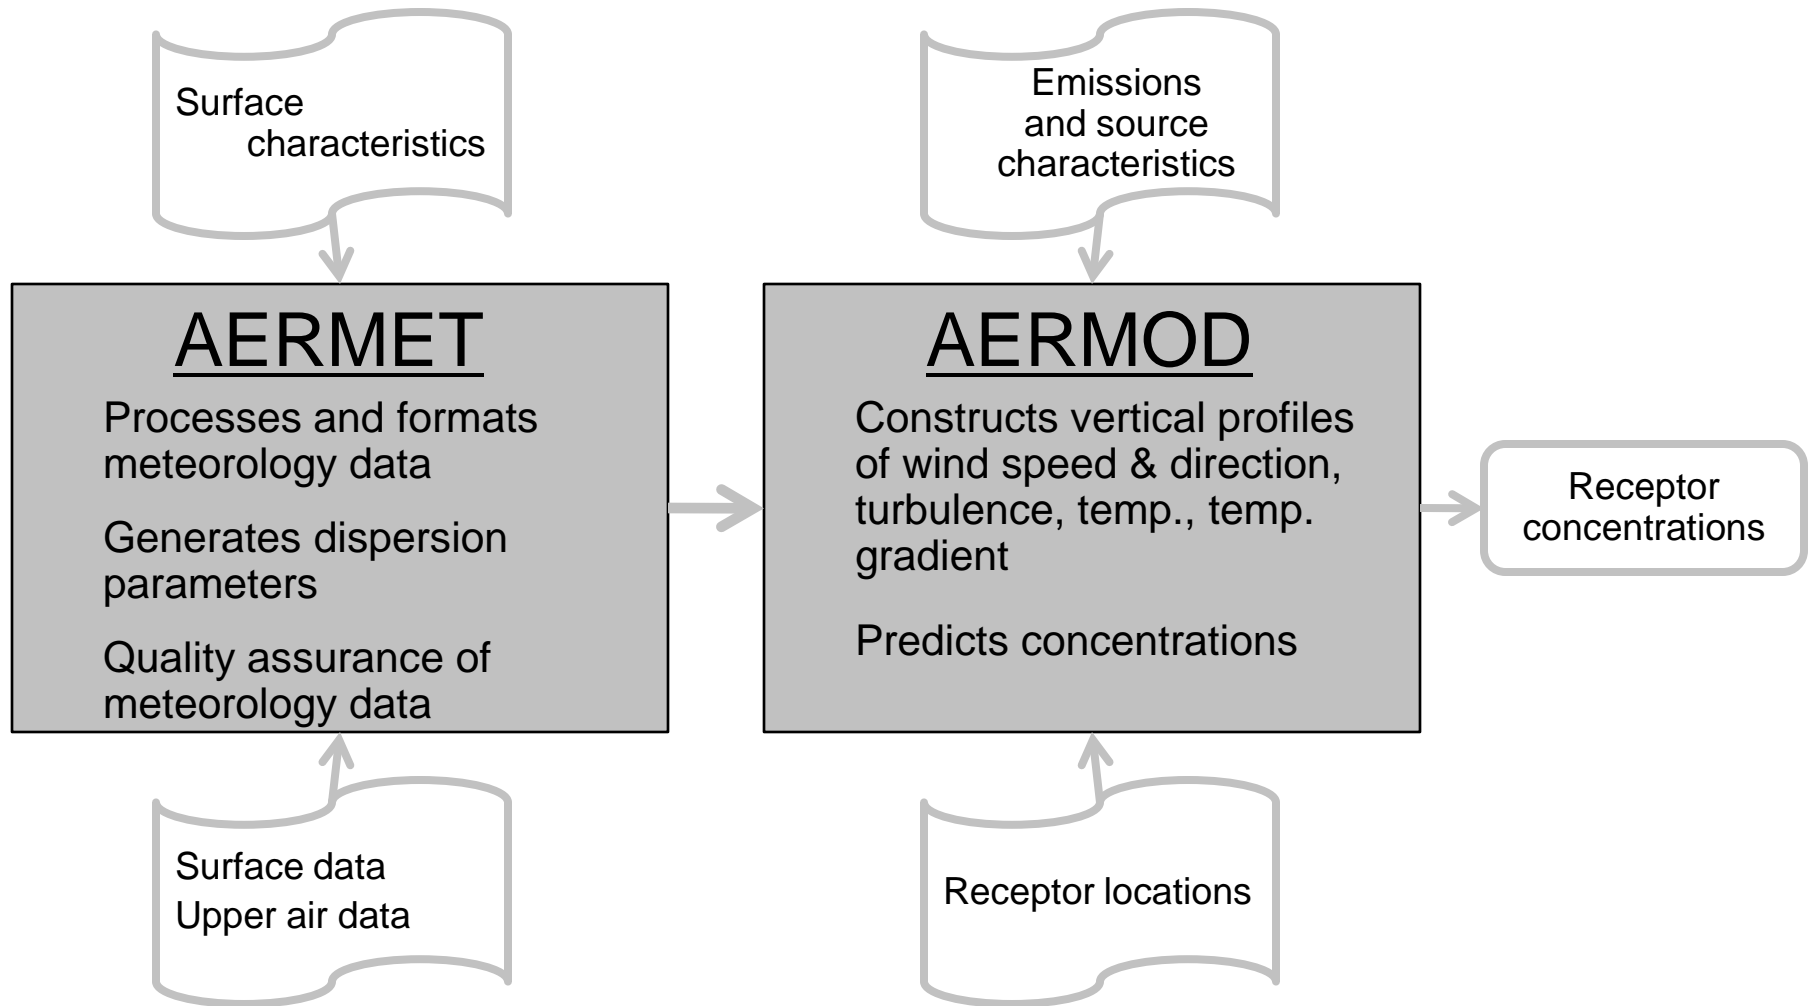 Surface
characteristics
Emissions
and source
characteristics
AERMET
Processes and formats
meteorology data
Generates dispersion
parameters
Quality assurance of
meteorology data
AERMOD
Constructs vertical profiles
of wind speed & direction,
turbulence, temp., temp.
gradient
Predicts concentrations
Receptor
concentrations
Surface data
Upper air data
Receptor locations